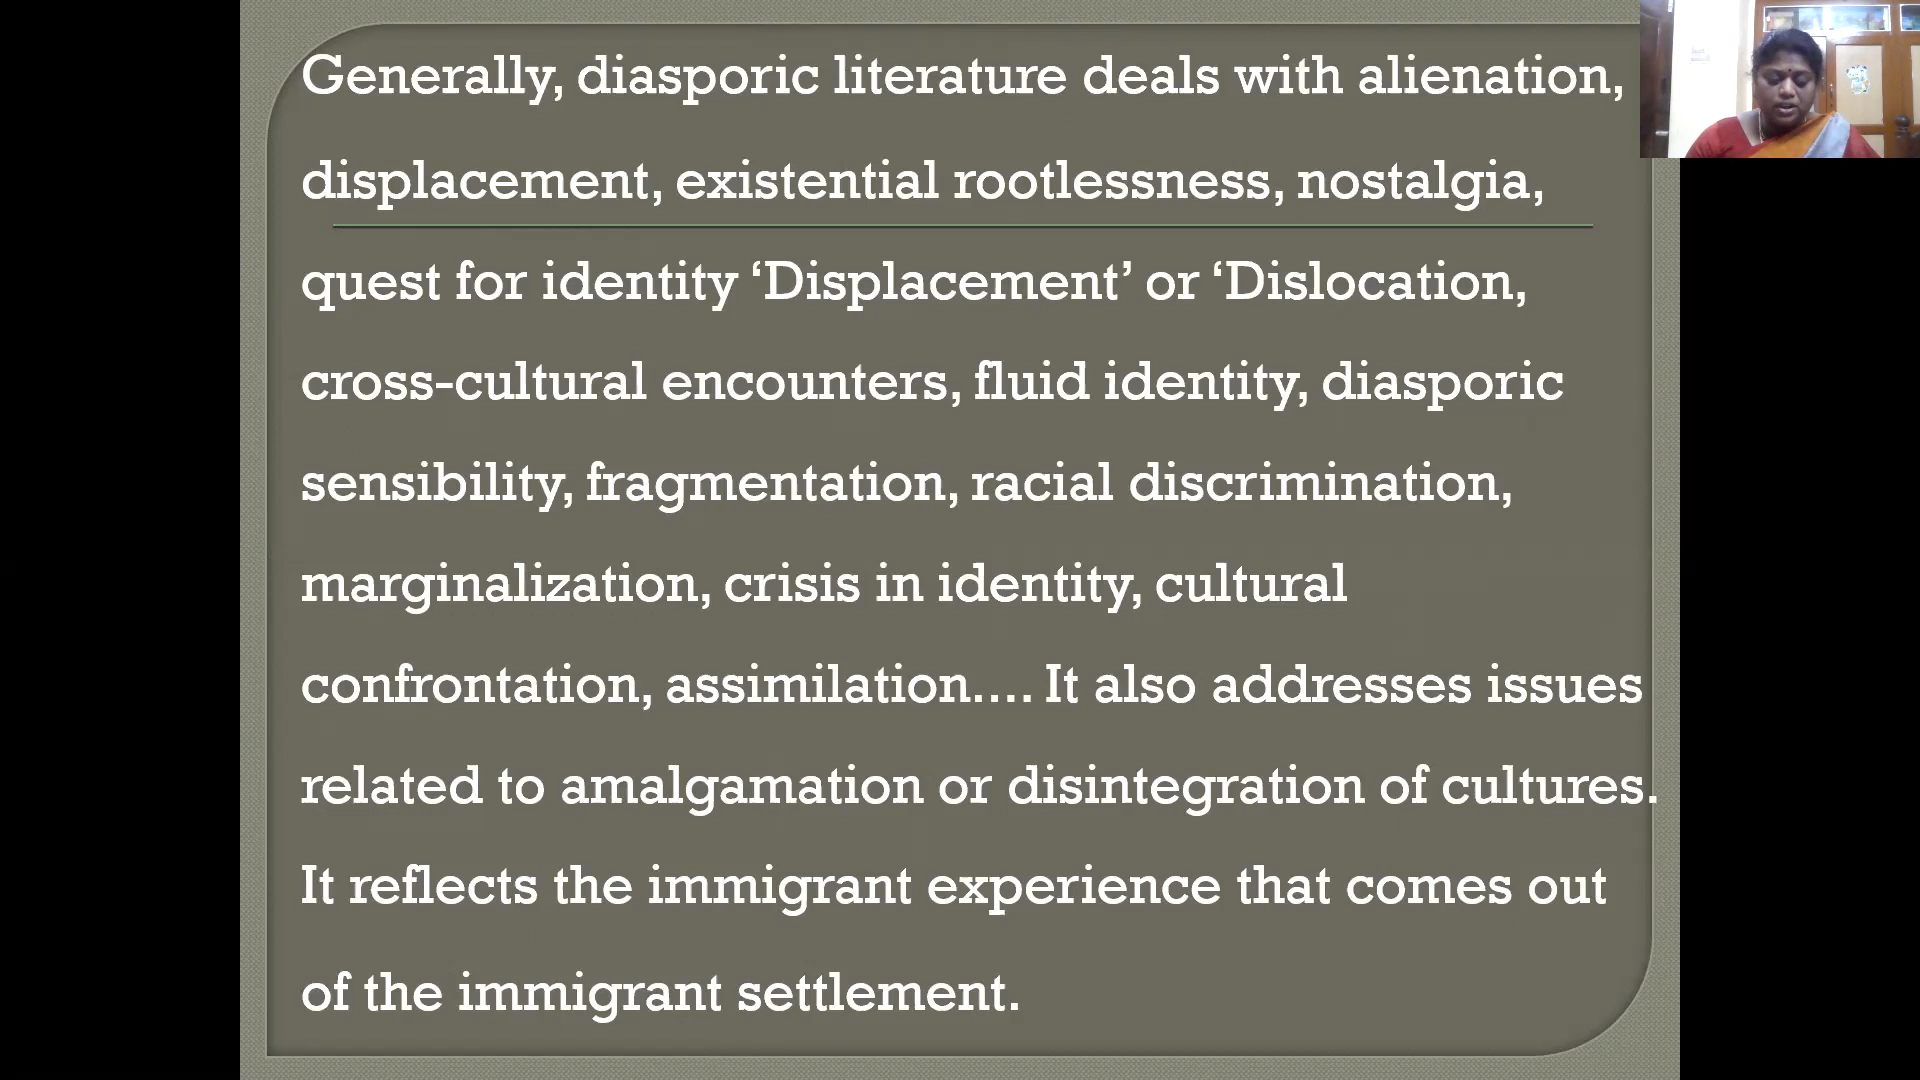 Generally, diasporic literature deals with alienation,
displacement, existential rootlessness, nostalgia,
quest for identity ‘Displacement’ or ‘Dislocation,
cross-cultural encounters, fluid identity, diasporic
sensibility, fragmentation, racial discrimination,
marginalization, crisis in identity, cultural
confrontation, assimilation.... It also addresses issues
related to amalgamation or disintegration of cultures.
It reflects the immigrant experience that comes out
of the immigrant settlement.